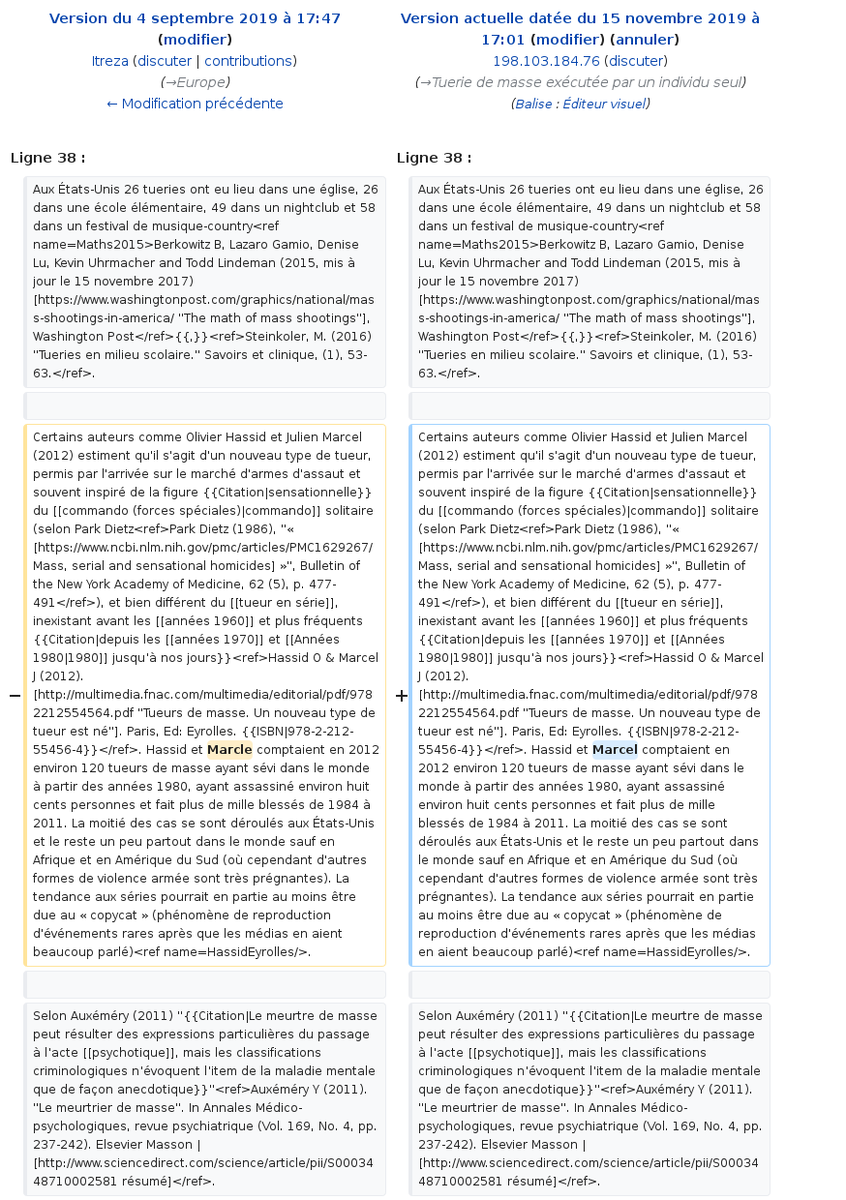 Version du 4 septembre 2019 à 17:47
(modifier)
Itreza (discuter | contributions)
(→Europe)
← Modification précédente
Version actuelle datée du 15 novembre 2019 à
17:01 (modifier) (annuler)
198.103.184.76 (discuter)
(→Tuerie de masse exécutée par un individu seul)
(Balise : Éditeur visuel)
Ligne 38 :
Ligne 38 :
Aux États-Unis 26 tueries ont eu lieu dans une église, 26
dans une école élémentaire, 49 dans un nightclub et 58
dans un festival de musique-country<ref
name=Maths2015>Berkowitz B, Lazaro Gamio, Denise
Lu, Kevin Uhrmacher and Todd Lindeman (2015, mis à
jour le 15 novembre 2017)
[https://www.washingtonpost.com/graphics/national/mas
s-shootings-in-america/ "The math of mass shootings"],
Washington Post</ref>{{,}}<ref>Steinkoler, M. (2016)
"Tueries en milieu scolaire." Savoirs et clinique, (1), 53-
63.</ref>.
Aux États-Unis 26 tueries ont eu lieu dans une église, 26
dans une école élémentaire, 49 dans un nightclub et 58
dans un festival de musique-country<ref
name=Maths2015>Berkowitz B, Lazaro Gamio, Denise
Lu, Kevin Uhrmacher and Todd Lindeman (2015, mis à
jour le 15 novembre 2017)
[https://www.washingtonpost.com/graphics/national/mas
s-shootings-in-america/ "The math of mass shootings"],
Washington Post</ref>{{,}}<ref>Steinkoler, M. (2016)
"Tueries en milieu scolaire." Savoirs et clinique, (1), 53-
63.</ref>.
−
Certains auteurs comme Olivier Hassid et Julien Marcel
(2012) estiment qu'il s'agit d'un nouveau type de tueur,
permis par l'arrivée sur le marché d'armes d'assaut et
souvent inspiré de la figure {{Citation|sensationnelle}}
du [[commando (forces spéciales)|commando]] solitaire
(selon Park Dietz<ref>Park Dietz (1986), "«
[https://www.ncbi.nlm.nih.gov/pmc/articles/PMC1629267/
Mass, serial and sensational homicides] »", Bulletin of
the New York Academy of Medicine, 62 (5), p. 477-
491</ref>), et bien différent du [[tueur en série]],
inexistant avant les [[années 1960]] et plus fréquents
{{Citation|depuis les [[années 1970]] et [[Années
1980|1980]] jusqu'à nos jours}}<ref>Hassid O & Marcel
J (2012).
[http://multimedia.fnac.com/multimedia/editorial/pdf/978
2212554564.pdf "Tueurs de masse. Un nouveau type de
tueur est né"]. Paris, Ed: Eyrolles. {{ISBN|978-2-212-
55456-4}}</ref>. Hassid et Marcle comptaient en 2012
environ 120 tueurs de masse ayant sévi dans le monde
à partir des années 1980, ayant assassiné environ huit
cents personnes et fait plus de mille blessés de 1984 à
2011. La moitié des cas se sont déroulés aux États-Unis
et le reste un peu partout dans le monde sauf en
Afrique et en Amérique du Sud (où cependant d'autres
formes de violence armée sont très prégnantes). La
tendance aux séries pourrait en partie au moins être
due au « copycat » (phénomène de reproduction
d'événements rares après que les médias en aient
beaucoup parlé)<ref name=HassidEyrolles/>.
+
Certains auteurs comme Olivier Hassid et Julien Marcel
(2012) estiment qu'il s'agit d'un nouveau type de tueur,
permis par l'arrivée sur le marché d'armes d'assaut et
souvent inspiré de la figure {{Citation|sensationnelle}}
du [[commando (forces spéciales)|commando]] solitaire
(selon Park Dietz<ref>Park Dietz (1986), "«
[https://www.ncbi.nlm.nih.gov/pmc/articles/PMC1629267/
Mass, serial and sensational homicides] »", Bulletin of
the New York Academy of Medicine, 62 (5), p. 477-
491</ref>), et bien différent du [[tueur en série]],
inexistant avant les [[années 1960]] et plus fréquents
{{Citation|depuis les [[années 1970]] et [[Années
1980|1980]] jusqu'à nos jours}}<ref>Hassid O & Marcel
J (2012).
[http://multimedia.fnac.com/multimedia/editorial/pdf/978
2212554564.pdf "Tueurs de masse. Un nouveau type de
tueur est né"]. Paris, Ed: Eyrolles. {{ISBN|978-2-212-
55456-4}}</ref>. Hassid et Marcel comptaient en
2012 environ 120 tueurs de masse ayant sévi dans le
monde à partir des années 1980, ayant assassiné
environ huit cents personnes et fait plus de mille
blessés de 1984 à 2011. La moitié des cas se sont
déroulés aux États-Unis et le reste un peu partout dans
le monde sauf en Afrique et en Amérique du Sud (où
cependant d'autres formes de violence armée sont très
prégnantes). La tendance aux séries pourrait en partie
au moins être due au « copycat » (phénomène de
reproduction d'événements rares après que les médias
en aient beaucoup parlé)<ref name=HassidEyrolles/>.
Selon Auxéméry (2011) "{{Citation|Le meurtre de masse
peut résulter des expressions particulières du passage
à l'acte [[psychotique]], mais les classifications
criminologiques n'évoquent l'item de la maladie mentale
que de façon anecdotique}}"<ref>Auxéméry Y (2011).
"Le meurtrier de masse". In Annales Médico-
psychologiques, revue psychiatrique (Vol. 169, No. 4, pp.
237-242). Elsevier Masson |
[http://www.sciencedirect.com/science/article/pii/S00034
48710002581 résumé]</ref>.
Selon Auxéméry (2011) "{{Citation|Le meurtre de masse
peut résulter des expressions particulières du passage
à l'acte [[psychotique]], mais les classifications
criminologiques n'évoquent l'item de la maladie mentale
que de façon anecdotique}}"<ref>Auxéméry Y (2011).
"Le meurtrier de masse". In Annales Médico-
psychologiques, revue psychiatrique (Vol. 169, No. 4, pp.
237-242). Elsevier Masson |
[http://www.sciencedirect.com/science/article/pii/S00034
48710002581 résumé]</ref>.